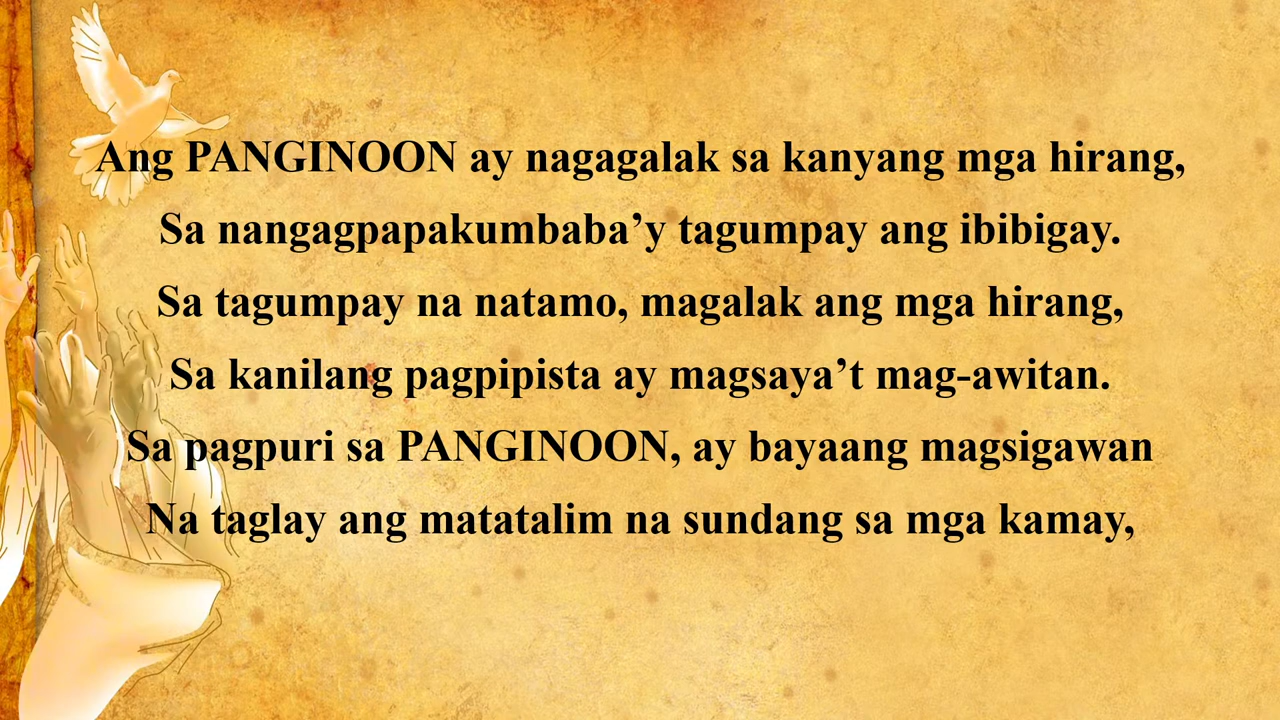 Ang PANGINOON ay nagagalak sa kanyang mga hirang,
Sa nangagpapakumbaba’y tagumpay ang ibibigay.
Sa tagumpay na natamo, magalak ang mga hirang,
Sa kanilang pagpipista ay magsaya’t mag-awitan.
Sa pagpuri sa PANGINOON, ay bayaang magsigawan
Na taglay ang matatalim na sundang sa mga kamay,